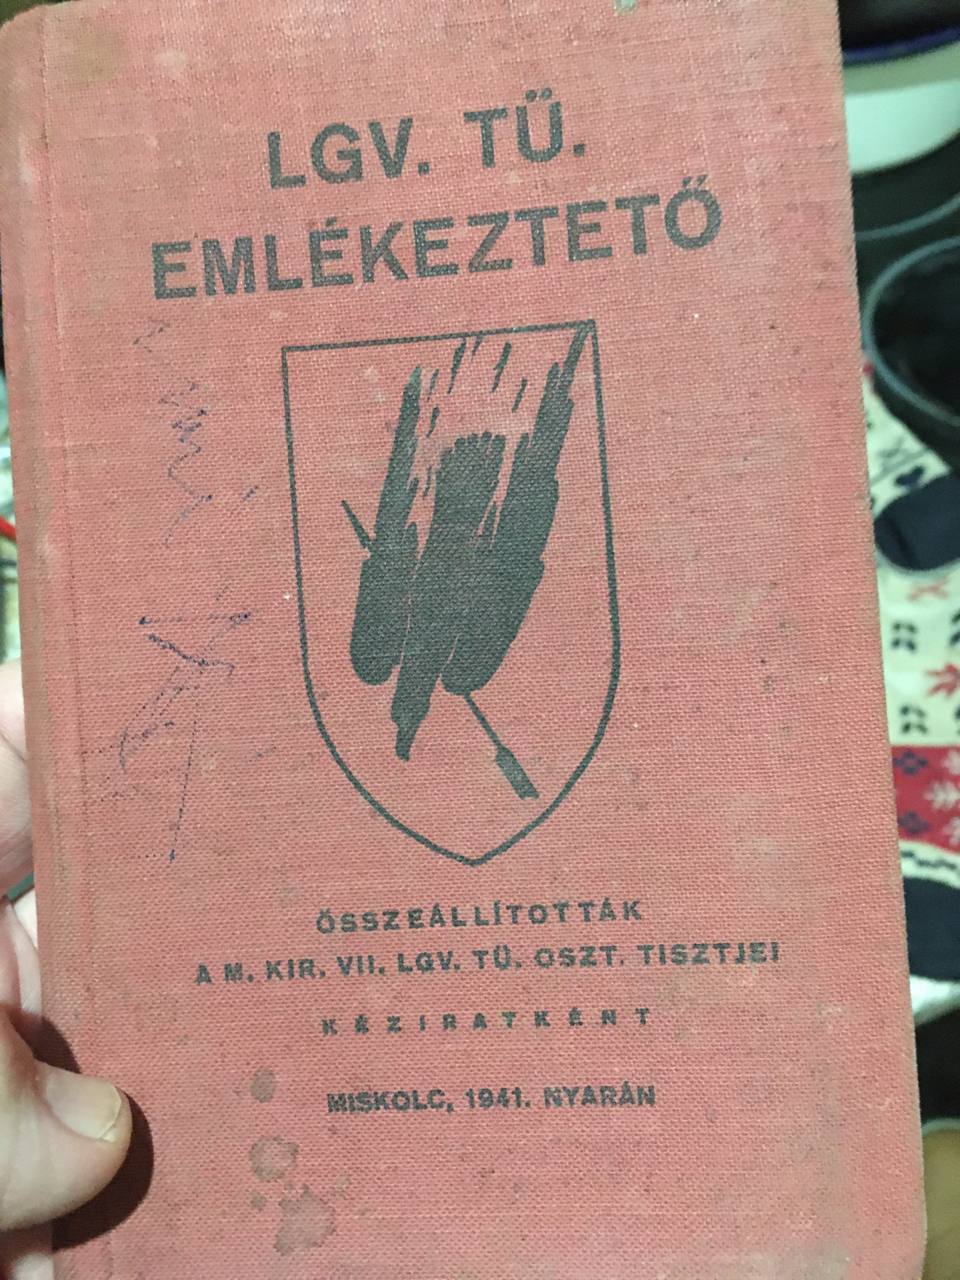 LGV. TÜ.
EMLÉKEZTETŐ
ÖSSZEÁLLÍTOTTÁK
A M. KIR. VII. LGV. TÜ. OSZT. TISZTJEI
KÉZIRATKÉNT
MISKOLC, 1941. NYARÁN